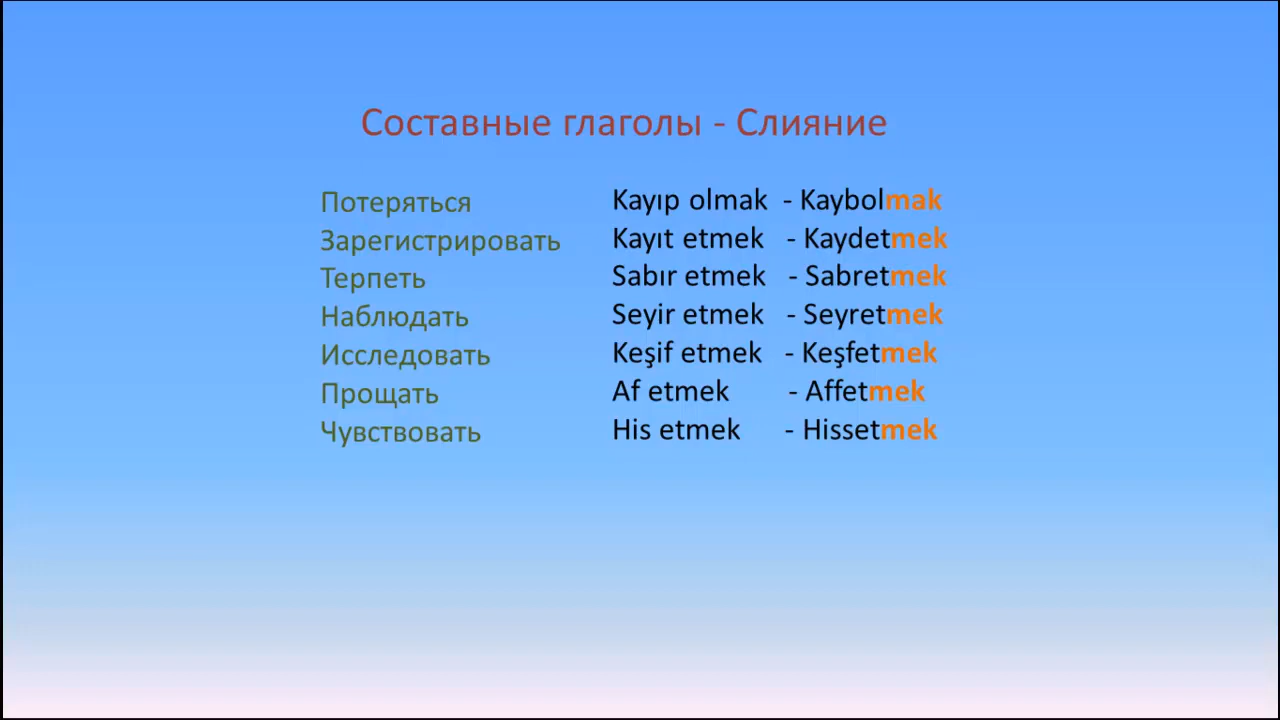 Составные глаголы - Слияние
Потеряться Kayıp olmak - Kaybolmak
Зарегистрировать Kayıt etmek - Kaydetmek
Терпеть Sabır etmek - Sabretmek
Наблюдать Seyir etmek - Seyretmek
Исследовать Keşif etmek - Keşfetmek
Прощать Af etmek - Affetmek
Чувствовать His etmek - Hissetmek